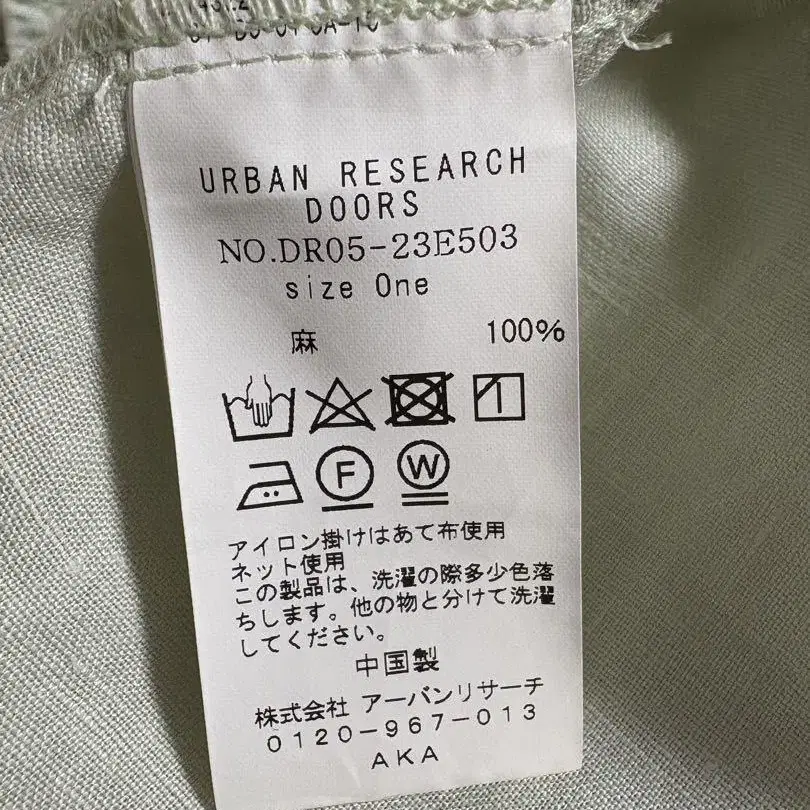 URBAN RESEARCH
DOORS
NO.DR05-23E503
size One
麻 100%
F W
アイロン掛けはあて布使用
ネット使用
この製品は、洗濯の際多少色落
ちします。他の物と分けて洗濯
してください。
中国製
株式会社 アーバンリサーチ
0120-967-013
AKA